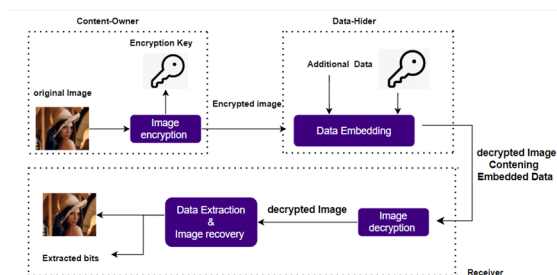 Content-Owner
Data-Hider
Encryption Key
original Image
Image
encryption
Encrypted image
Additional Data
Data Embedding
decrypted Image
Contening
Embedded Data
Data Extraction
&
Image recovery
decrypted Image
Image
decryption
Extracted bits
Receiver